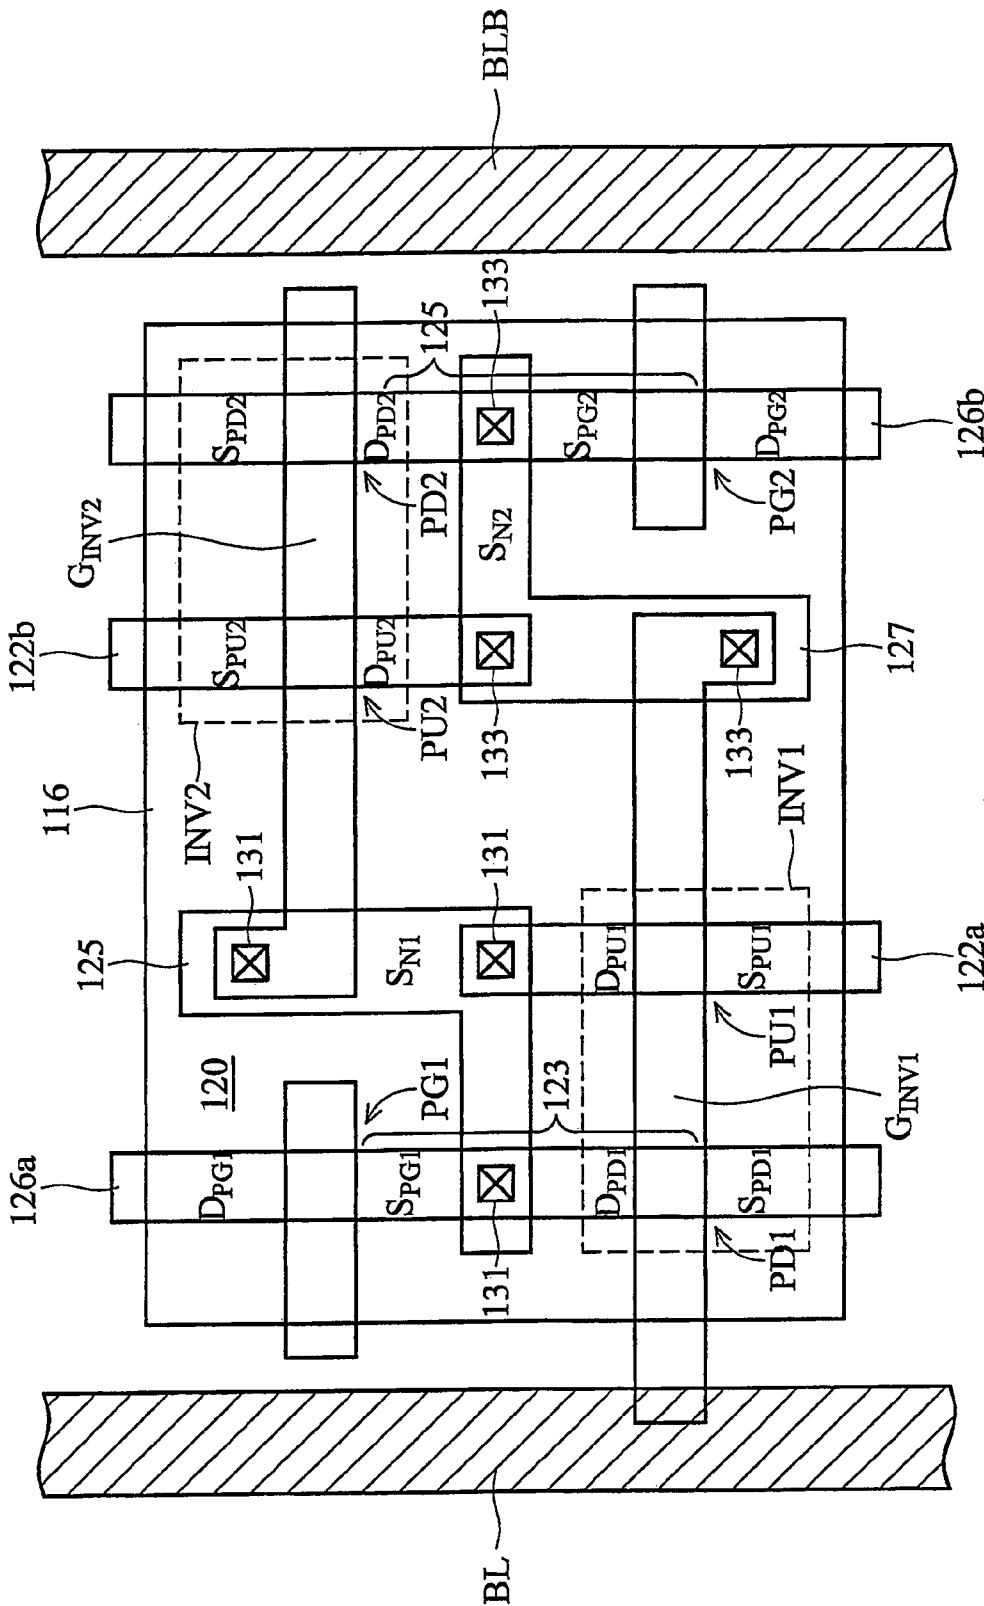 126a
122b
116
125
GINV2
INV2
DPG1
120
SPU2
SPD2
131
DPU2
DPD2
SPG1
SN1
PG1
PU2
PD2
125
BL
131
131
133
SN2
133
BLB
123
SPG2
DPD1
DPU1
133
SPD1
SPU1
DPG2
PD1
PU1
INV1
PG2
GINV1
127
122a
126b